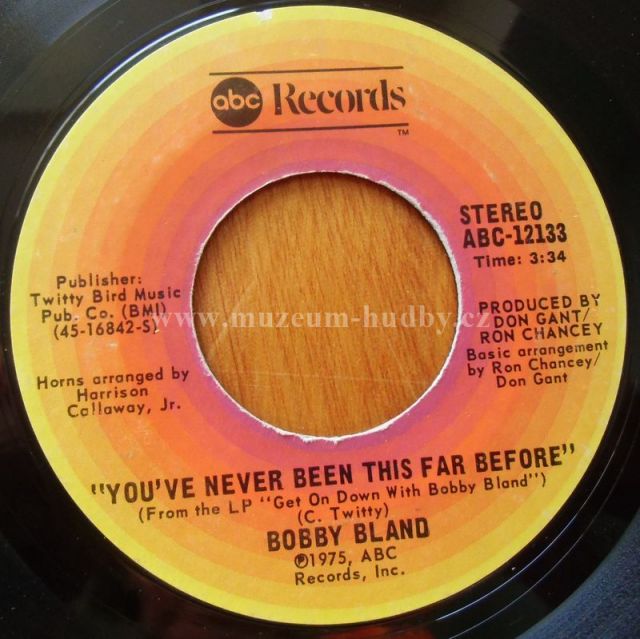 abc Records
TM
STEREO
ABC-12133
Time: 3:34
Publisher:
Twitty Bird Music
Pub. Co. (BMI)
(45-16842-S)
www.muzeum-hudby.cz
PRODUCED BY
DON GANT/
RON CHANCEY
Basic arrangement
by Ron Chancey/
Don Gant
Horns arranged by
Harrison
Callaway, Jr.
"YOU'VE NEVER BEEN THIS FAR BEFORE"
(From the LP "Get On Down With Bobby Bland")
(C. Twitty)
BOBBY BLAND
Ⓟ1975, ABC
Records, Inc.